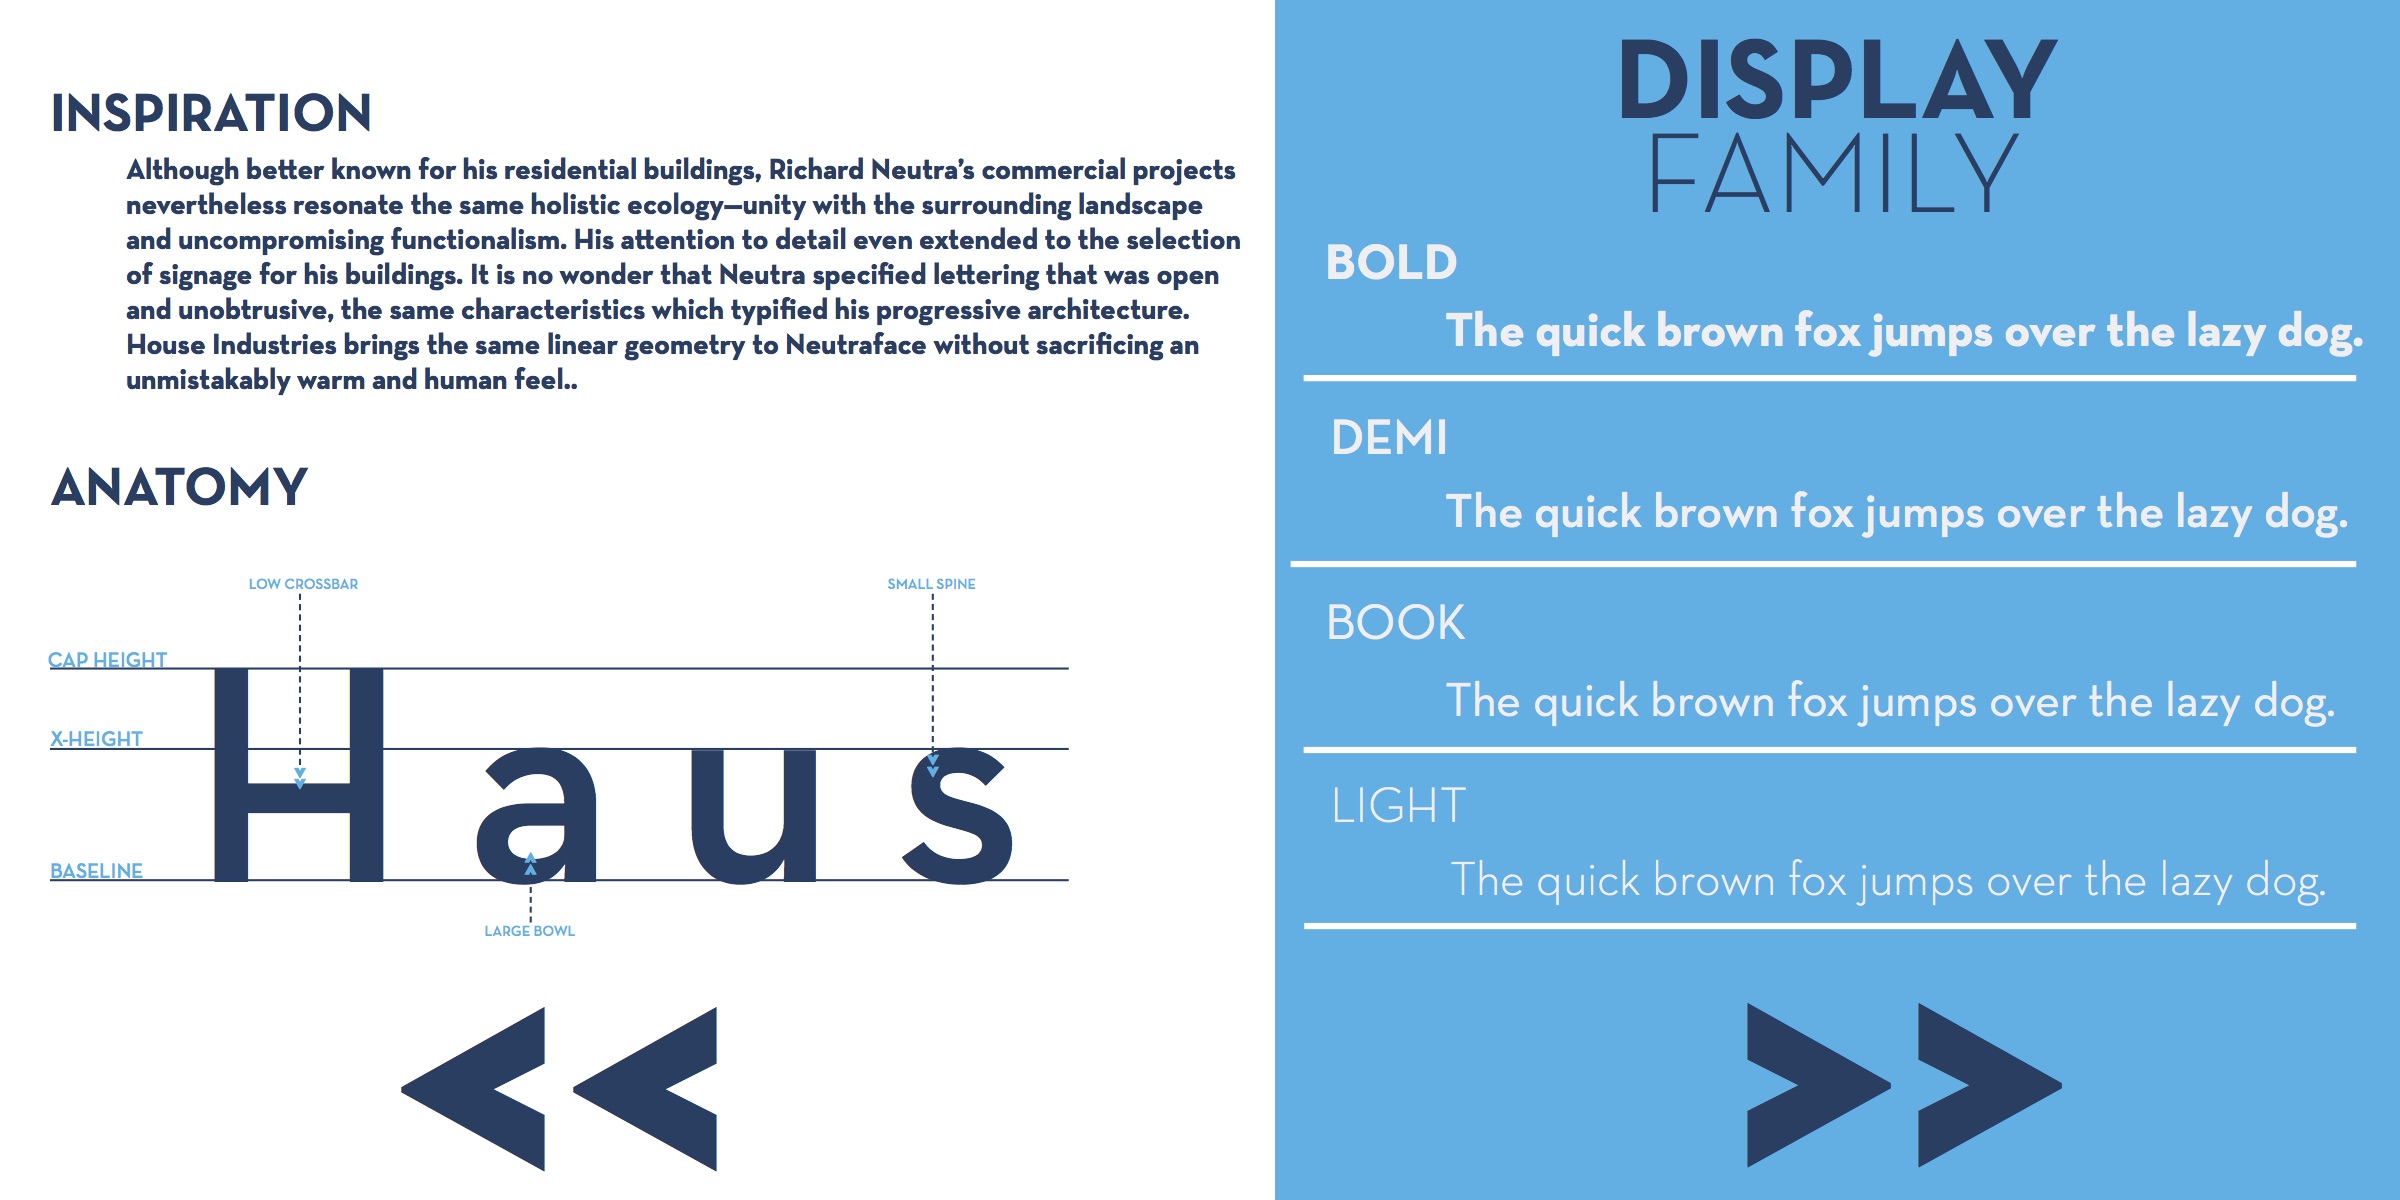 INSPIRATION
Although better known for his residential buildings, Richard Neutra’s commercial projects
nevertheless resonate the same holistic ecology—unity with the surrounding landscape
and uncompromising functionalism. His attention to detail even extended to the selection
of signage for his buildings. It is no wonder that Neutra specified lettering that was open
and unobtrusive, the same characteristics which typified his progressive architecture.
House Industries brings the same linear geometry to Neutraface without sacrificing an
unmistakably warm and human feel..
ANATOMY
LOW CROSSBAR
SMALL SPINE
CAP HEIGHT
X-HEIGHT
Haus
BASELINE
LARGE BOWL
<<
DISPLAY
FAMILY
BOLD
The quick brown fox jumps over the lazy dog.
DEMI
The quick brown fox jumps over the lazy dog.
BOOK
The quick brown fox jumps over the lazy dog.
LIGHT
The quick brown fox jumps over the lazy dog.
>>